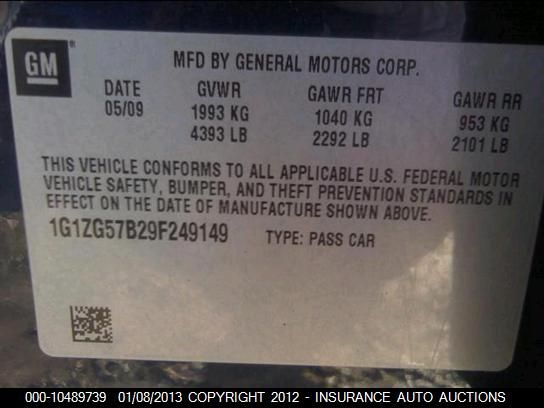 GM ®
MFD BY GENERAL MOTORS CORP.
DATE GVWR GAWR FRT GAWR RR
05/09 1993 KG 1040 KG 953 KG
4393 LB 2292 LB 2101 LB
THIS VEHICLE CONFORMS TO ALL APPLICABLE U.S. FEDERAL MOTOR
VEHICLE SAFETY, BUMPER, AND THEFT PREVENTION STANDARDS IN
EFFECT ON THE DATE OF MANUFACTURE SHOWN ABOVE.
1G1ZG57B29F249149 TYPE: PASS CAR
000-10489739 01/08/2013 COPYRIGHT 2012 - INSURANCE AUTO AUCTIONS